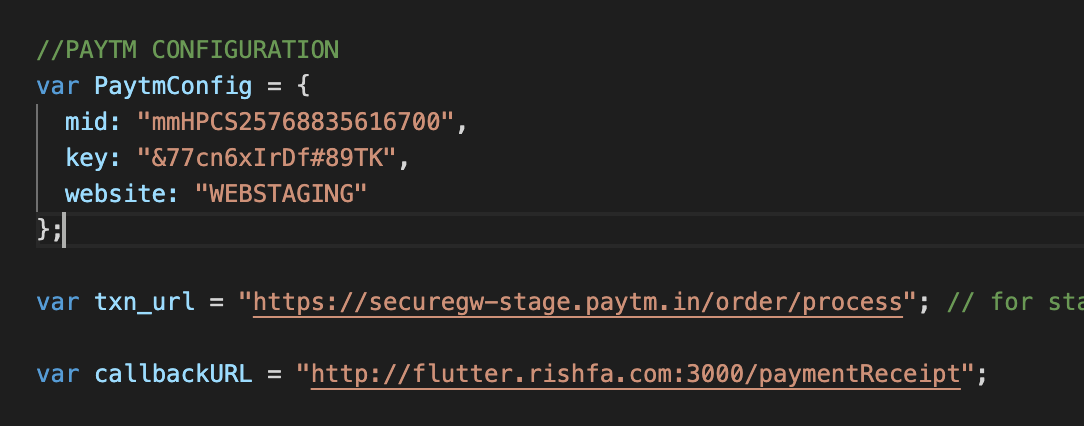 //PAYTM CONFIGURATION
var PaytmConfig = {
mid: "mmHPCS25768835616700",
key: "&77cn6xIrDf#89TK",
website: "WEBSTAGING"
};
var txn_url = "https://securegw-stage.paytm.in/order/process"; // for sta
var callbackURL = "http://flutter.rishfa.com:3000/paymentReceipt";